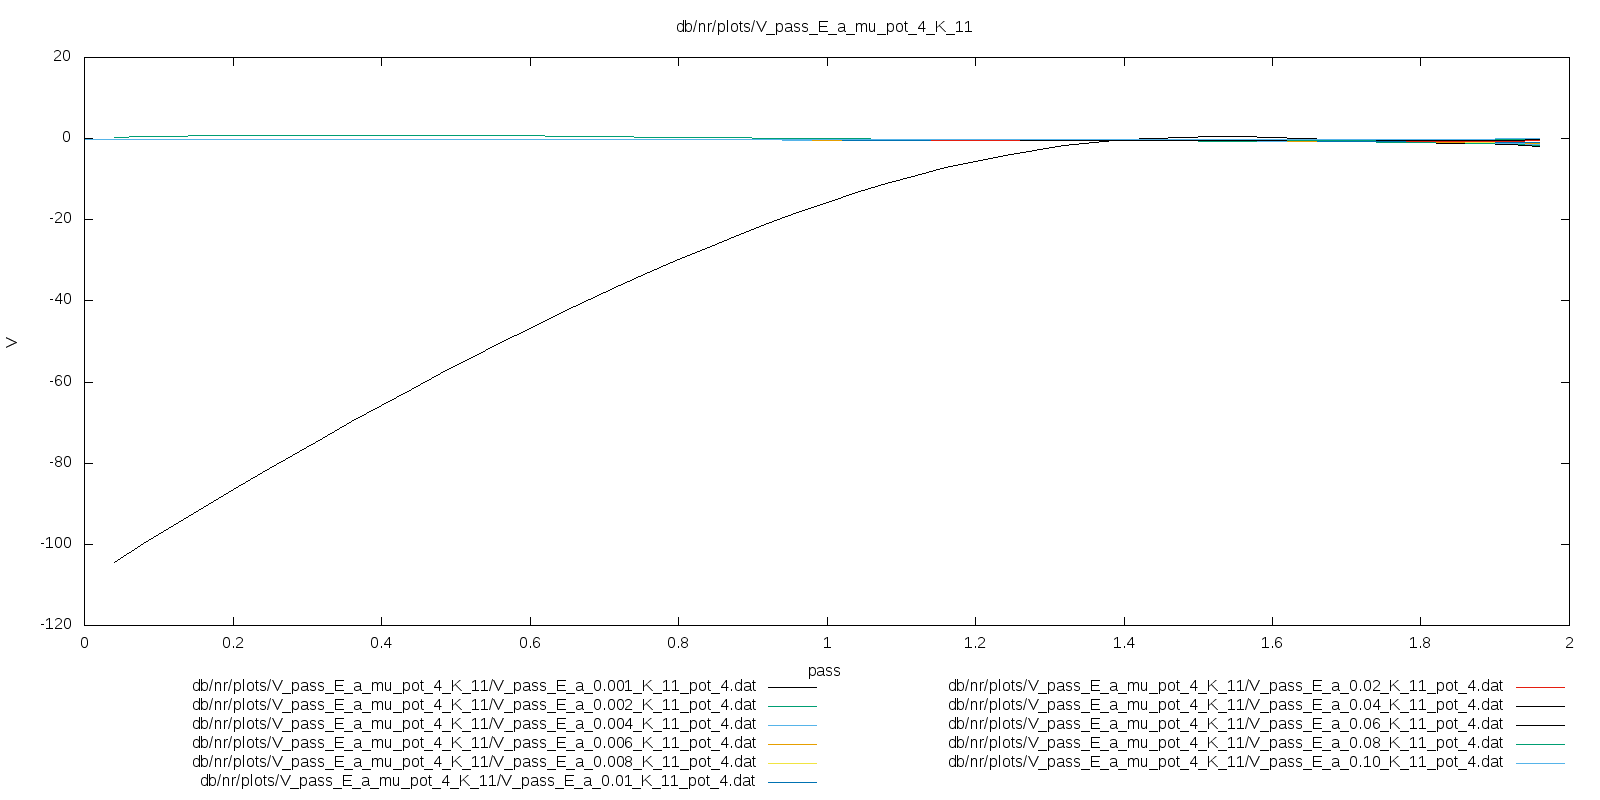 db/nr/plots/V_pass_E_a_mu_pot_4_K_11
20
0
-20
-40
-60
-80
-100
-120
V
0 0.2 0.4 0.6 0.8 1 1.2 1.4 1.6 1.8 2
pass
db/nr/plots/V_pass_E_a_mu_pot_4_K_11/V_pass_E_a_0.001_K_11_pot_4.dat
db/nr/plots/V_pass_E_a_mu_pot_4_K_11/V_pass_E_a_0.002_K_11_pot_4.dat
db/nr/plots/V_pass_E_a_mu_pot_4_K_11/V_pass_E_a_0.004_K_11_pot_4.dat
db/nr/plots/V_pass_E_a_mu_pot_4_K_11/V_pass_E_a_0.006_K_11_pot_4.dat
db/nr/plots/V_pass_E_a_mu_pot_4_K_11/V_pass_E_a_0.008_K_11_pot_4.dat
db/nr/plots/V_pass_E_a_mu_pot_4_K_11/V_pass_E_a_0.01_K_11_pot_4.dat
db/nr/plots/V_pass_E_a_mu_pot_4_K_11/V_pass_E_a_0.02_K_11_pot_4.dat
db/nr/plots/V_pass_E_a_mu_pot_4_K_11/V_pass_E_a_0.04_K_11_pot_4.dat
db/nr/plots/V_pass_E_a_mu_pot_4_K_11/V_pass_E_a_0.06_K_11_pot_4.dat
db/nr/plots/V_pass_E_a_mu_pot_4_K_11/V_pass_E_a_0.08_K_11_pot_4.dat
db/nr/plots/V_pass_E_a_mu_pot_4_K_11/V_pass_E_a_0.10_K_11_pot_4.dat